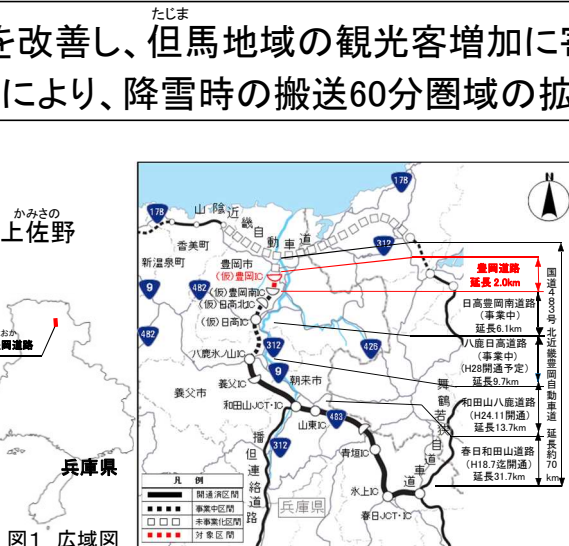 たじま
を改善し、但馬地域の観光客増加に
により、降雪時の搬送60分圏域の拡
かみさの
上佐野
おか
岡道路
兵庫県
図1 広域図
178
178
山陰近畿自動車道
312
香美町
新温泉町
豊岡市
(仮)豊岡IC
9
482
(仮)豊岡南IC
(仮)日高北IC
(仮)日高IC
482
312
426
八鹿氷ノ山IC
9
養父IC
朝来市
養父市
和田山JCT・IC
山東IC
483
312
播但連絡道路
青垣IC
氷上IC
春日JCT・IC
舞鶴若狭自動車道
兵庫県
N
豊岡道路
延長2.0km
日高豊岡南道路
(事業中)
延長6.1km
八鹿日高道路
(事業中)
(H28開通予定)
延長9.7km
和田山八鹿道路
(H24.11開通)
延長13.7km
春日和田山道路
(H18.7迄開通)
延長31.7km
国道483号 北近畿豊岡自動車道 延長約70km
凡例
開通済区間
事業中区間
未事業化区間
対象区間